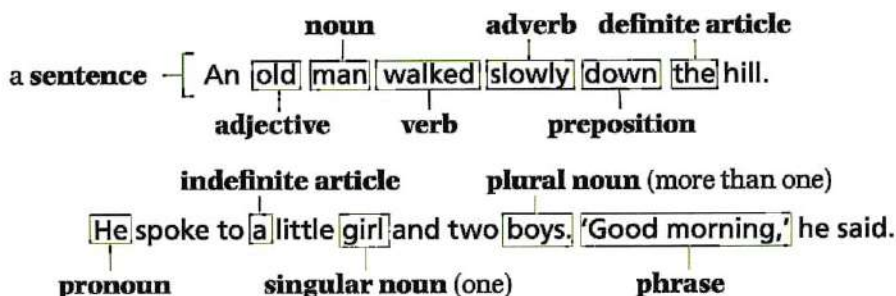 noun adverb definite article
a sentence An old man walked slowly down the hill.
adjective verb preposition
indefinite article plural noun (more than one)
He spoke to a little girl and two boys. 'Good morning,' he said.
pronoun singular noun (one) phrase